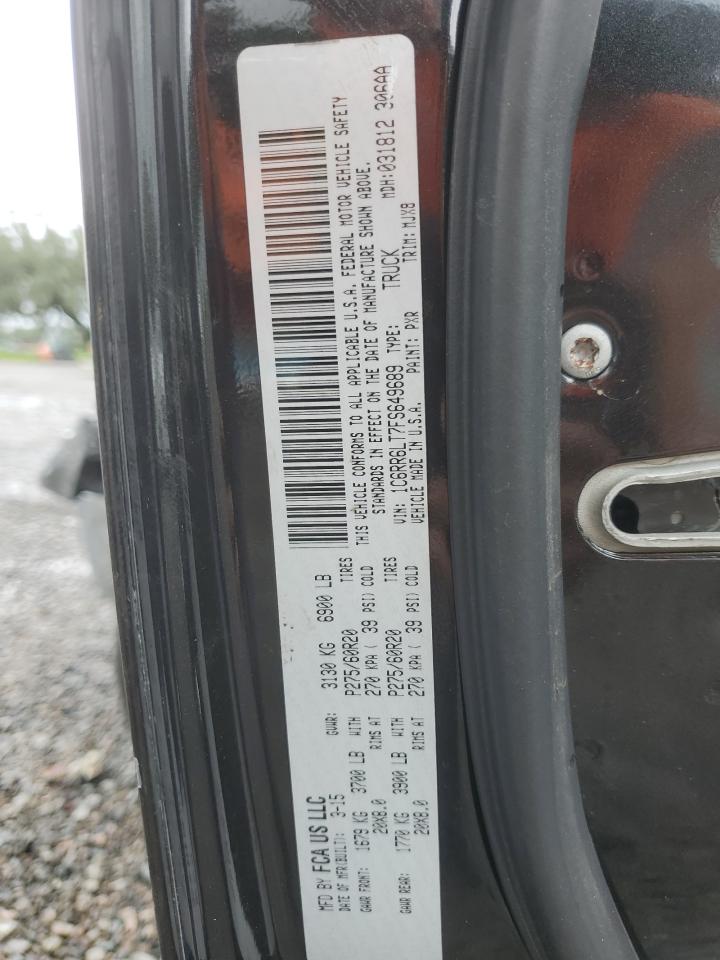 MFD BY FCA US LLC
DATE OF MFR(BUILT): 3-15 GVWR: 3130 KG 6900 LB
GAWR FRONT: 1679 KG 3700 LB WITH P275/60R20 TIRES
20X8.0 RIMS AT 270 KPA ( 39 PSI) COLD
GAWR REAR: 1770 KG 3900 LB WITH P275/60R20 TIRES
20X8.0 RIMS AT 270 KPA ( 39 PSI) COLD
THIS VEHICLE CONFORMS TO ALL APPLICABLE U.S.A. FEDERAL MOTOR VEHICLE SAFETY
STANDARDS IN EFFECT ON THE DATE OF MANUFACTURE SHOWN ABOVE.
VIN: 1C6RR6LT7FS649689 TYPE: TRUCK MDH:031812 306AA
VEHICLE MADE IN U.S.A. PAINT: PXR TRIM: MJX8